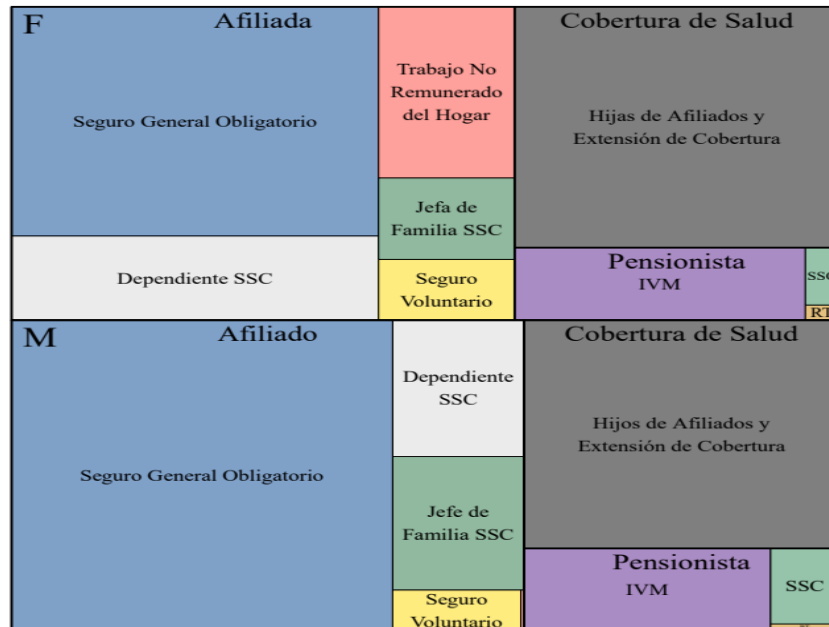 F
Afiliada
Seguro General Obligatorio
Dependiente SSC
Trabajo No
Remunerado
del Hogar
Jefa de
Familia SSC
Seguro
Voluntario
Cobertura de Salud
Hijas de Afiliados y
Extensión de Cobertura
Pensionista
IVM
SSC
RT
M
Afiliado
Seguro General Obligatorio
Dependiente
SSC
Jefe de
Familia SSC
Seguro
Voluntario
Cobertura de Salud
Hijos de Afiliados y
Extensión de Cobertura
Pensionista
IVM
SSC